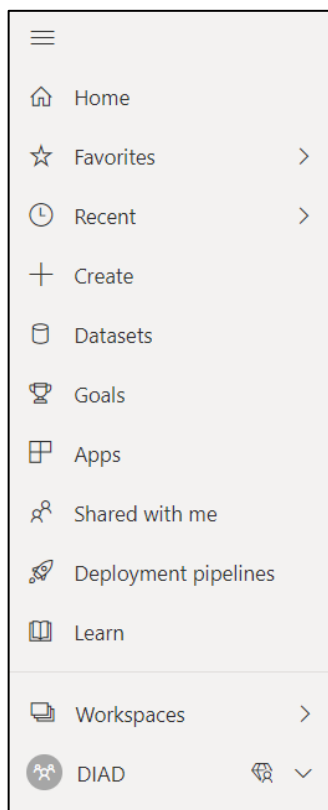 Home
Favorites
Recent
Create
Datasets
Goals
Apps
Shared with me
Deployment pipelines
Learn
Workspaces
DIAD